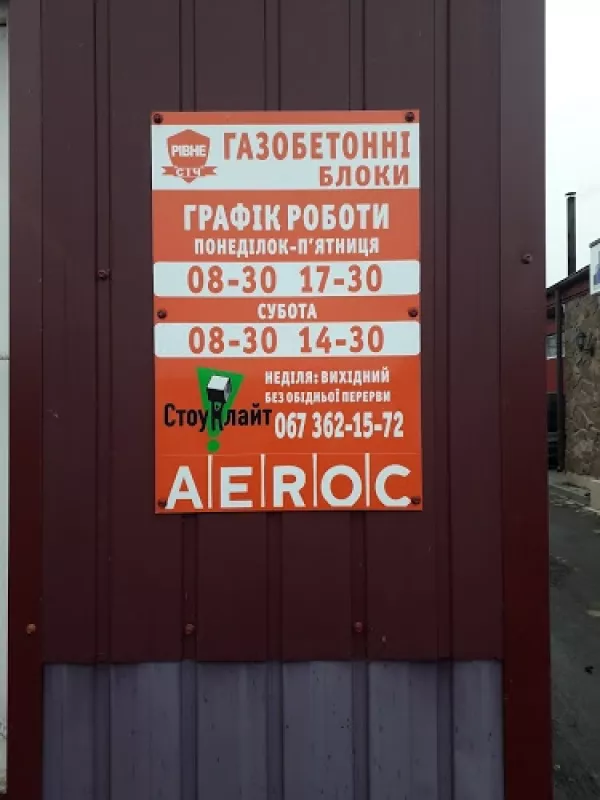 РІВНЕ
СІЧ
ГАЗОБЕТОННІ
БЛОКИ
ГРАФІК РОБОТИ
ПОНЕДІЛОК-П'ЯТНИЦЯ
08-30 17-30
СУБОТА
08-30 14-30
НЕДІЛЯ: ВИХІДНИЙ
БЕЗ ОБІДНЬОЇ ПЕРЕРВИ
СтоунЛайт
067 362-15-72
AEROC